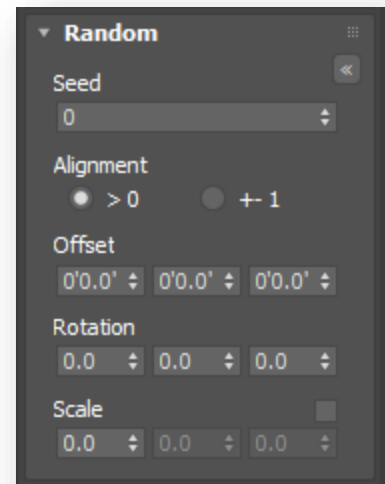 Random
Seed
0
Alignment
> 0 +- 1
Offset
0'0.0' 0'0.0' 0'0.0'
Rotation
0.0 0.0 0.0
Scale
0.0 0.0 0.0